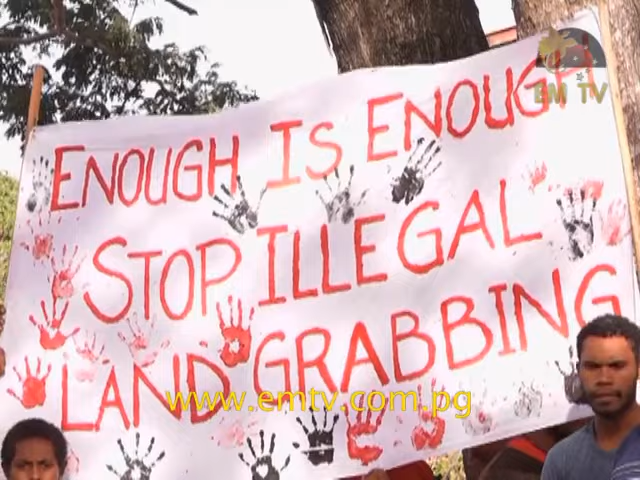 EM TV
ENOUGH IS ENOUGH
STOP ILLEGAL
LAND GRABBING
www.emtv.com.pg